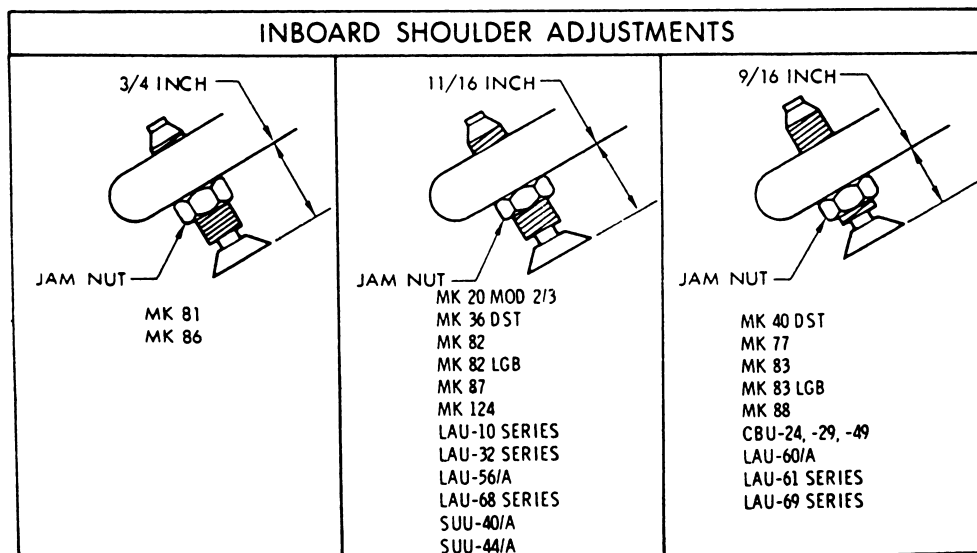 INBOARD SHOULDER ADJUSTMENTS
3/4 INCH
JAM NUT
MK 81
MK 86
11/16 INCH
JAM NUT
MK 20 MOD 2/3
MK 36 DST
MK 82
MK 82 LGB
MK 87
MK 124
LAU-10 SERIES
LAU-32 SERIES
LAU-56/A
LAU-68 SERIES
SUU-40/A
SUU-44/A
9/16 INCH
JAM NUT
MK 40 DST
MK 77
MK 83
MK 83 LGB
MK 88
CBU-24, -29, -49
LAU-60/A
LAU-61 SERIES
LAU-69 SERIES